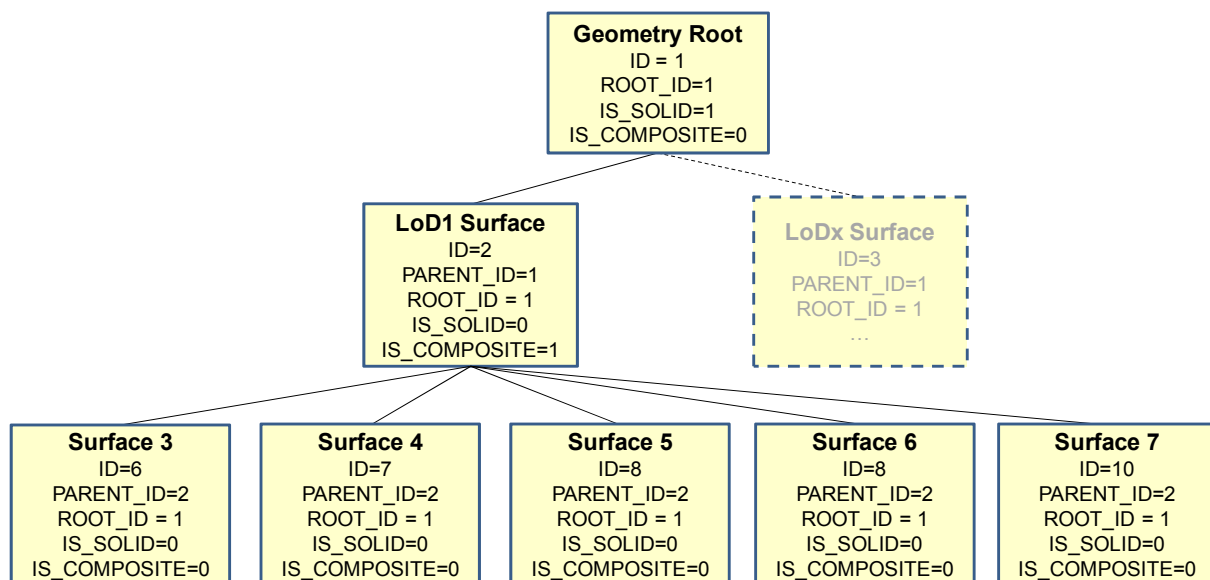 Geometry Root
ID = 1
ROOT_ID=1
IS_SOLID=1
IS_COMPOSITE=0
LoD1 Surface
ID=2
PARENT_ID=1
ROOT_ID = 1
IS_SOLID=0
IS_COMPOSITE=1
LoDx Surface
ID=3
PARENT_ID=1
ROOT_ID = 1
...
Surface 3
ID=6
PARENT_ID=2
ROOT_ID = 1
IS_SOLID=0
IS_COMPOSITE=0
Surface 4
ID=7
PARENT_ID=2
ROOT_ID = 1
IS_SOLID=0
IS_COMPOSITE=0
Surface 5
ID=8
PARENT_ID=2
ROOT_ID = 1
IS_SOLID=0
IS_COMPOSITE=0
Surface 6
ID=8
PARENT_ID=2
ROOT_ID = 1
IS_SOLID=0
IS_COMPOSITE=0
Surface 7
ID=10
PARENT_ID=2
ROOT_ID = 1
IS_SOLID=0
IS_COMPOSITE=0